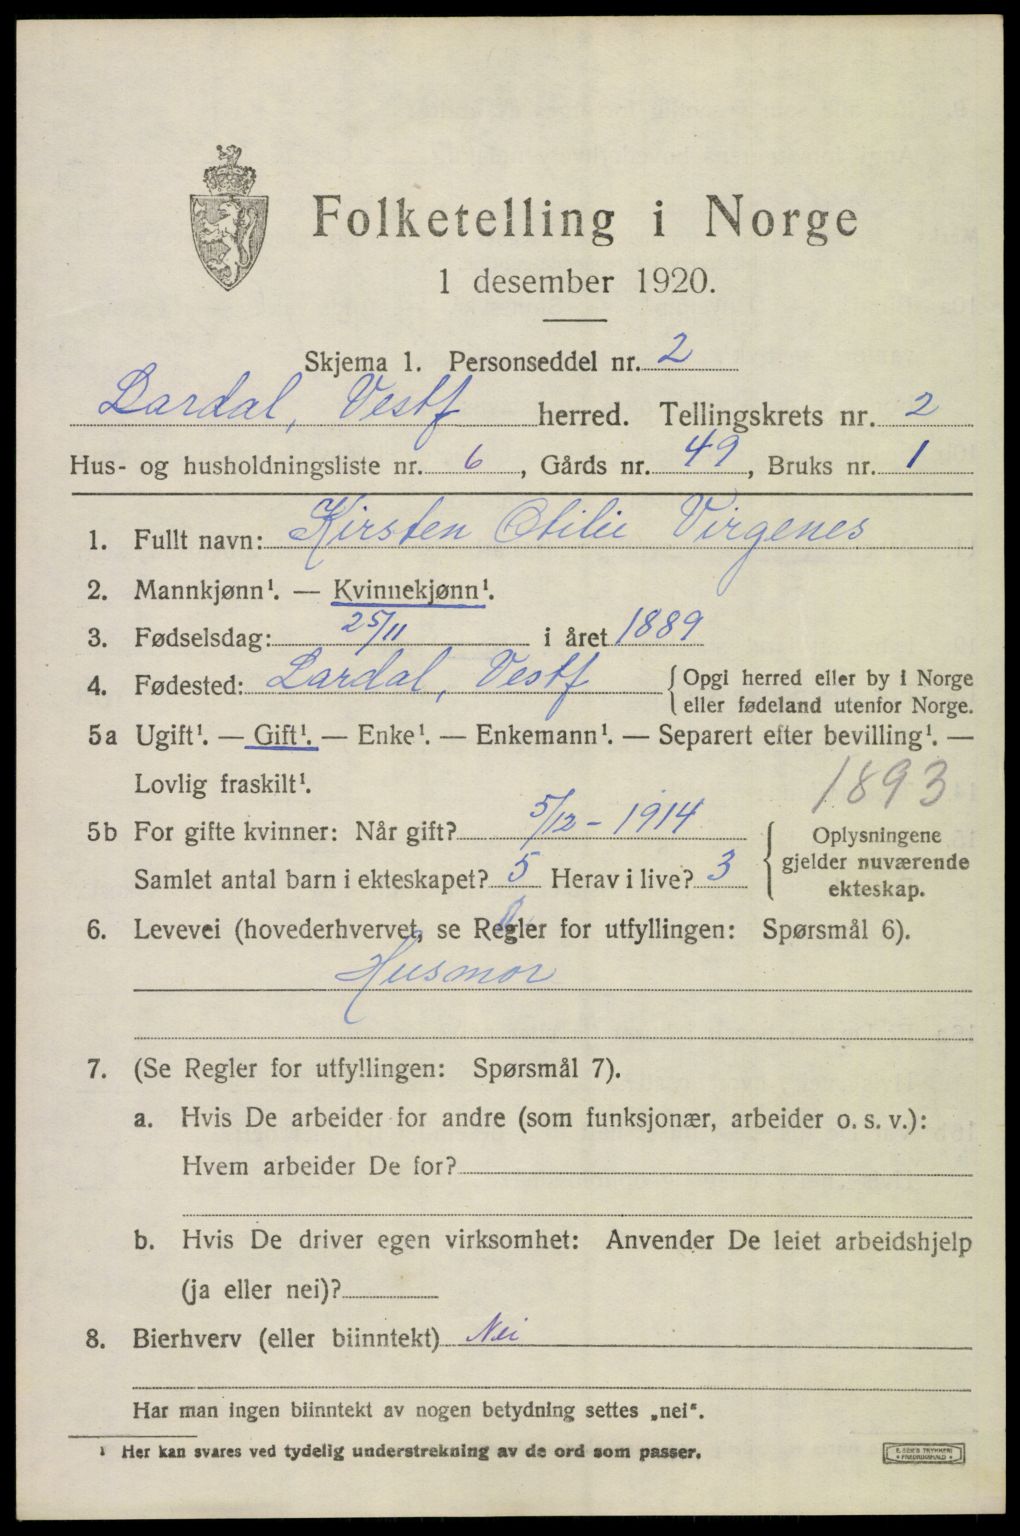 Folketelling i Norge
1 desember 1920.
Skjema 1. Personseddel nr. 2
Lardal, Vestf herred. Tellingskrets nr. 2
Hus- og husholdningsliste nr. 6, Gårds nr. 49, Bruks nr. 1
1. Fullt navn: Kirsten Otilie Virgenes
2. Mannkjønn¹. — Kvinnekjønn¹.
3. Fødselsdag: 25/11 i året 1889
4. Fødested: Lardal, Vestf { Opgi herred eller by i Norge
eller fødeland utenfor Norge.
5a Ugift¹. — Gift¹. — Enke¹. — Enkemann¹. — Separert efter bevilling¹. —
Lovlig fraskilt¹.
1893
5b For gifte kvinner: Når gift? 5/12 - 1914
Samlet antal barn i ekteskapet? 5 Herav i live? 3
{ Oplysningene
gjelder nuværende
ekteskap.
6. Levevei (hovederhvervet, se Regler for utfyllingen: Spørsmål 6).
Husmor
7. (Se Regler for utfyllingen: Spørsmål 7).
a. Hvis De arbeider for andre (som funksjonær, arbeider o. s. v.):
Hvem arbeider De for?
b. Hvis De driver egen virksomhet: Anvender De leiet arbeidshjelp
(ja eller nei)?
8. Bierhverv (eller biinntekt) Nei
Har man ingen biinntekt av nogen betydning settes „nei".
¹ Her kan svares ved tydelig understrekning av de ord som passer.
E. SEM'S TRYKKERI
FREDRIKSHALD